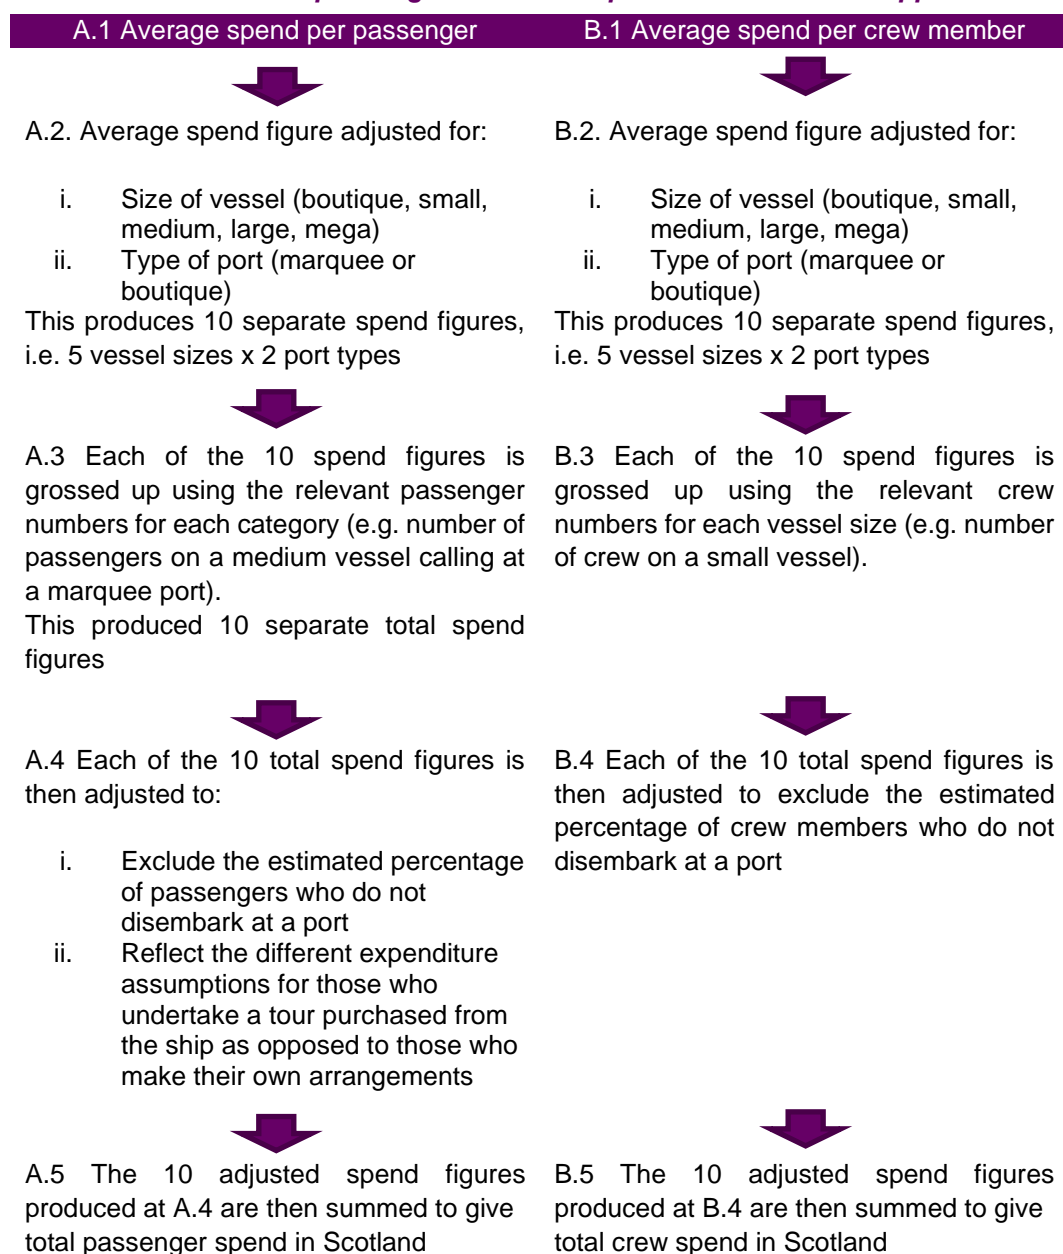 A.1 Average spend per passenger
B.1 Average spend per crew member
A.2. Average spend figure adjusted for:
i. Size of vessel (boutique, small,
medium, large, mega)
ii. Type of port (marquee or
boutique)
This produces 10 separate spend figures,
i.e. 5 vessel sizes x 2 port types
B.2. Average spend figure adjusted for:
i. Size of vessel (boutique, small,
medium, large, mega)
ii. Type of port (marquee or
boutique)
This produces 10 separate spend figures,
i.e. 5 vessel sizes x 2 port types
A.3 Each of the 10 spend figures is
grossed up using the relevant passenger
numbers for each category (e.g. number of
passengers on a medium vessel calling at
a marquee port).
This produced 10 separate total spend
figures
B.3 Each of the 10 spend figures is
grossed up using the relevant crew
numbers for each vessel size (e.g. number
of crew on a small vessel).
A.4 Each of the 10 total spend figures is
then adjusted to:
i. Exclude the estimated percentage
of passengers who do not
disembark at a port
ii. Reflect the different expenditure
assumptions for those who
undertake a tour purchased from
the ship as opposed to those who
make their own arrangements
B.4 Each of the 10 total spend figures is
then adjusted to exclude the estimated
percentage of crew members who do not
disembark at a port
A.5 The 10 adjusted spend figures
produced at A.4 are then summed to give
total passenger spend in Scotland
B.5 The 10 adjusted spend figures
produced at B.4 are then summed to give
total crew spend in Scotland